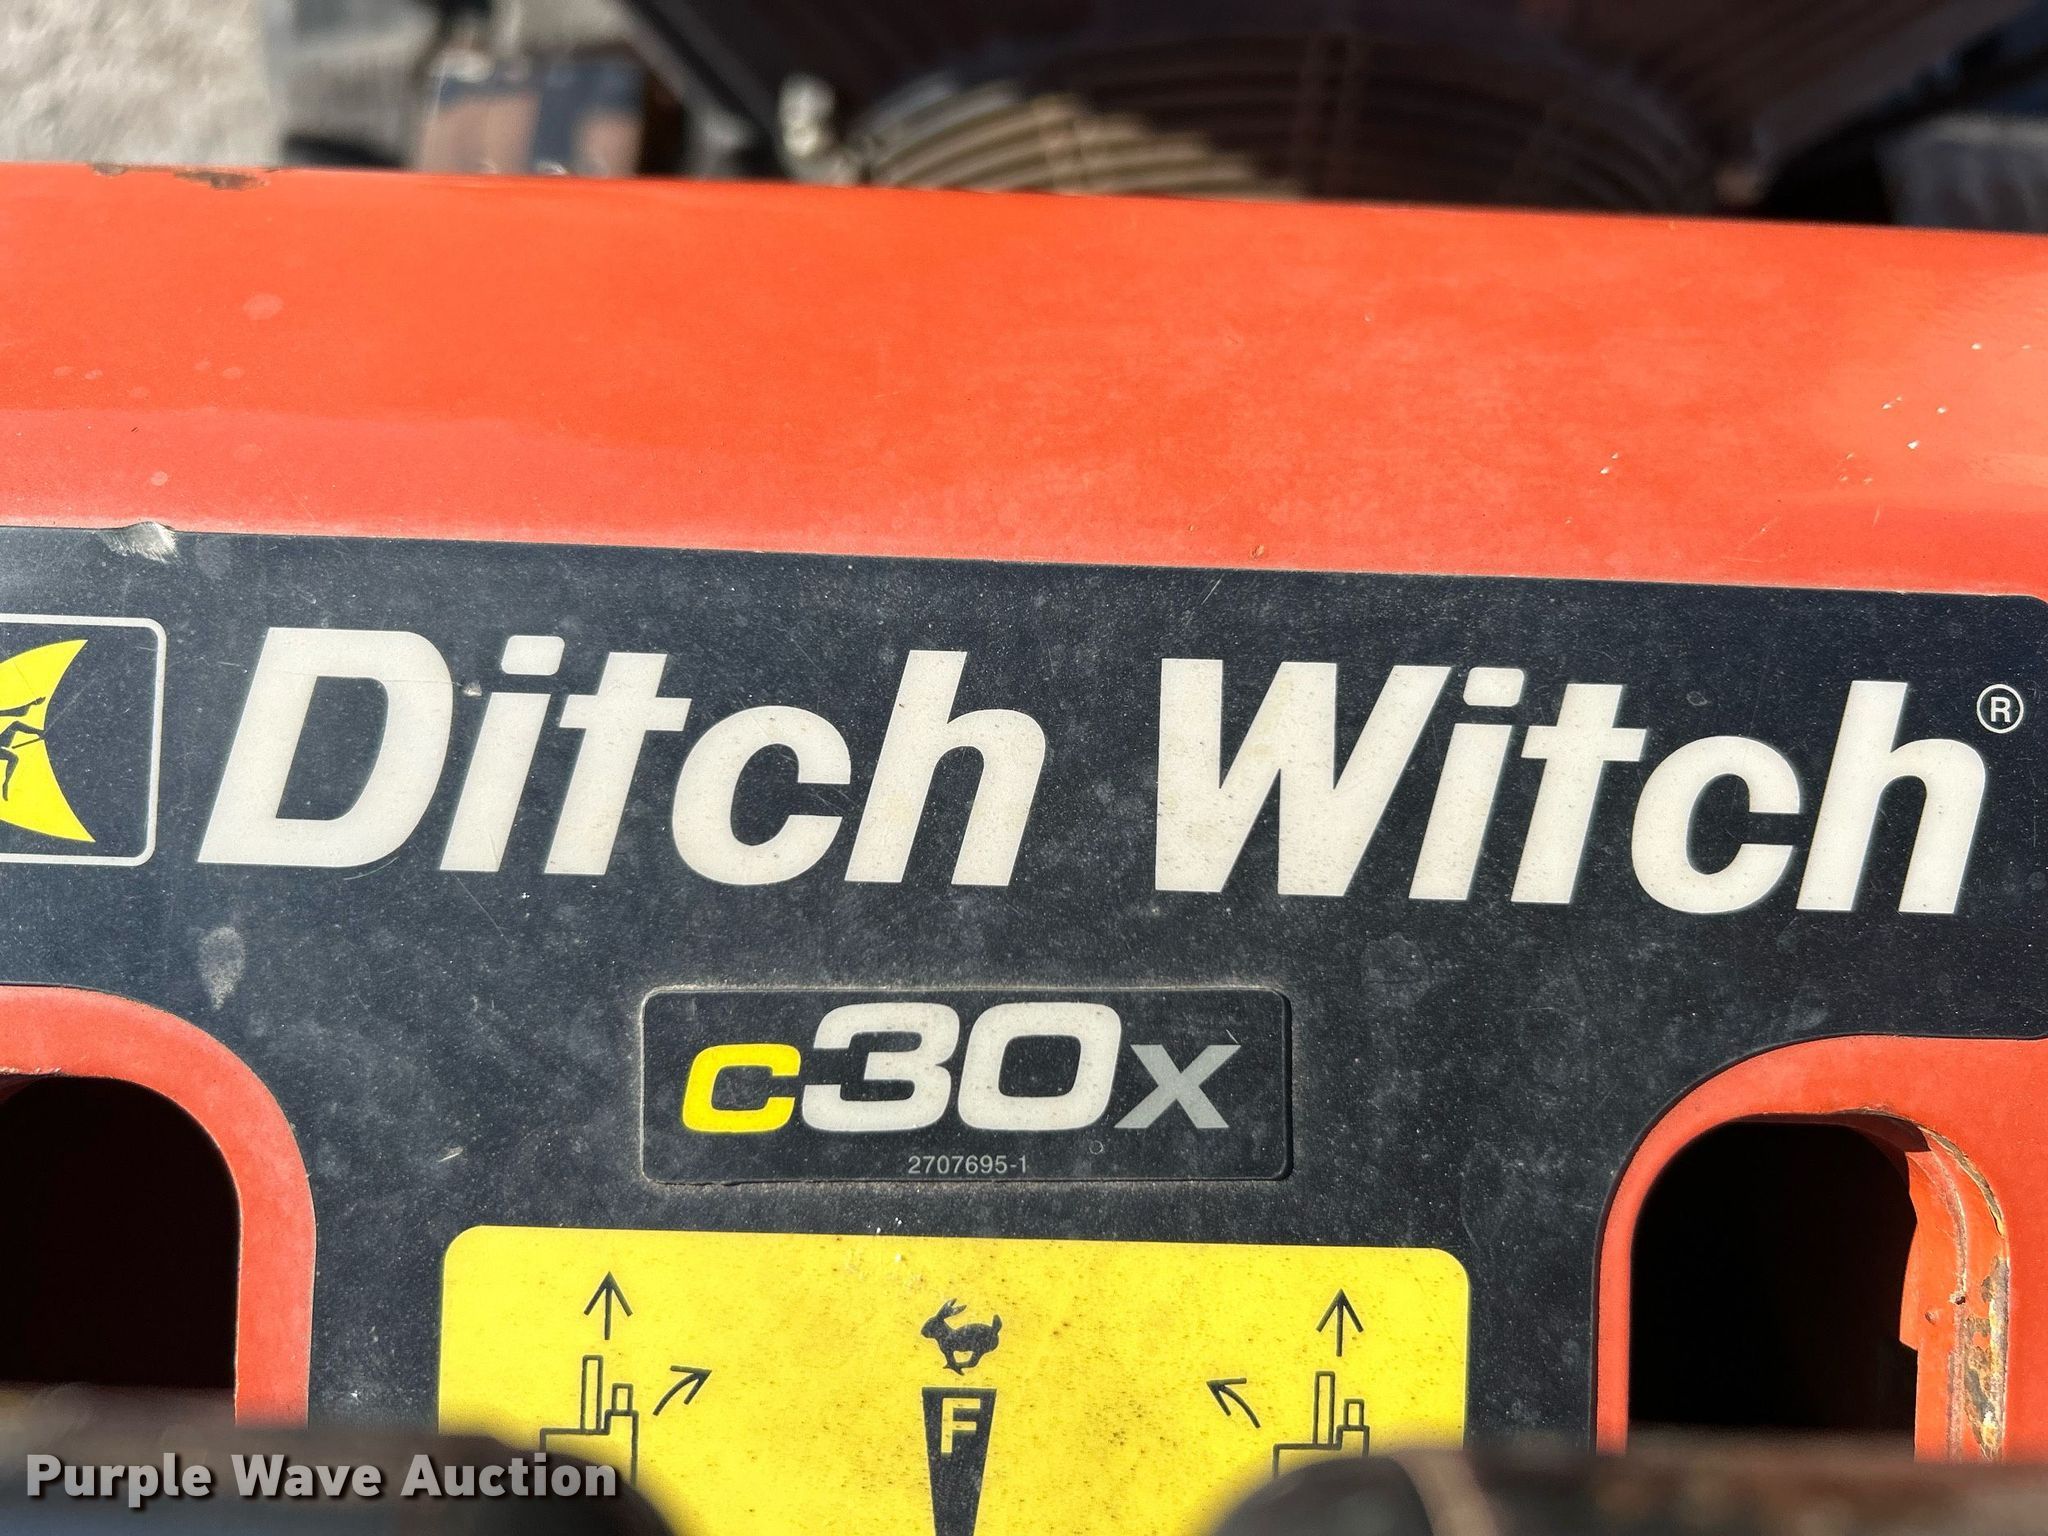 Ditch Witch®
c30x
2707695-1
F
Purple Wave Auction